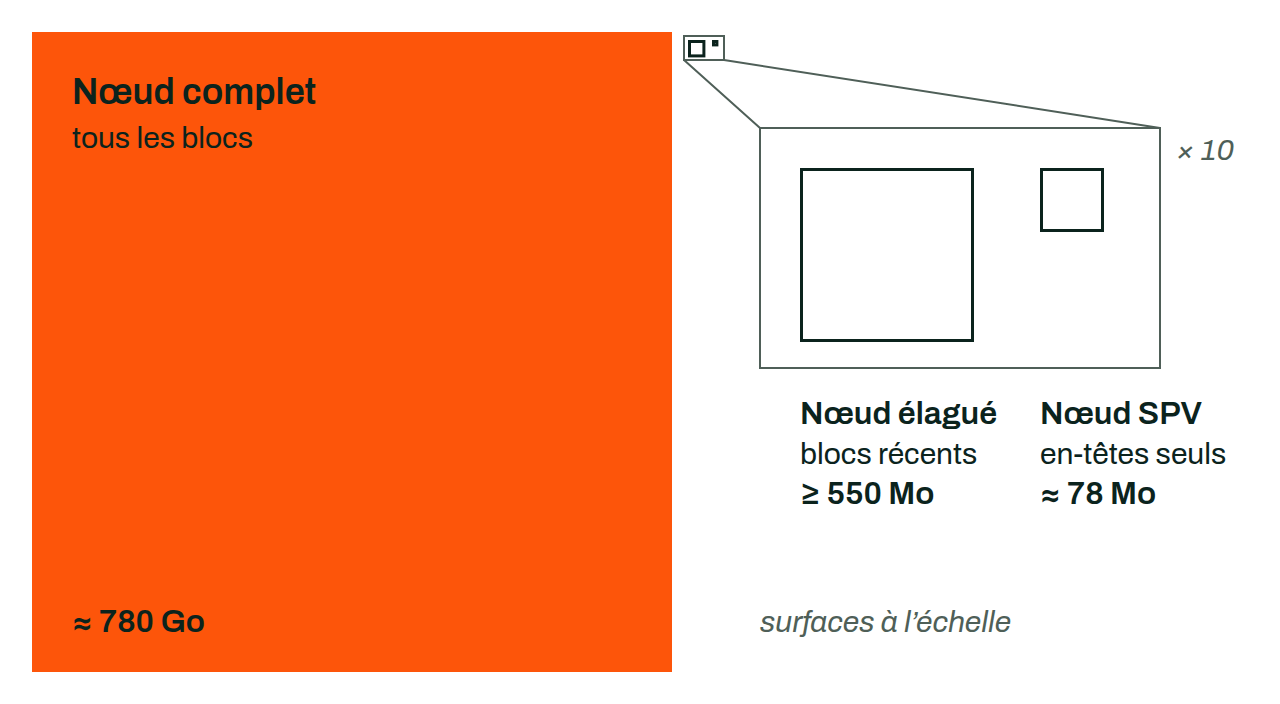 Nœud complet
tous les blocs
≈ 780 Go
× 10
Nœud élagué
blocs récents
≥ 550 Mo
Nœud SPV
en-têtes seuls
≈ 78 Mo
surfaces à l’échelle